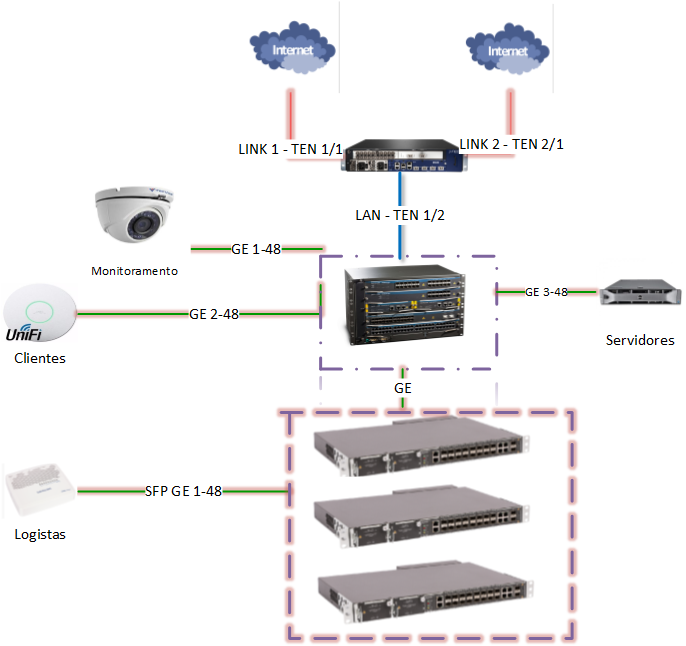 Internet
Internet
LINK 1 - TEN 1/1
LINK 2 - TEN 2/1
LAN - TEN 1/2
GE 1-48
Monitoramento
GE 2-48
UniFi
Clientes
GE 3-48
Servidores
GE
SFP GE 1-48
Logistas